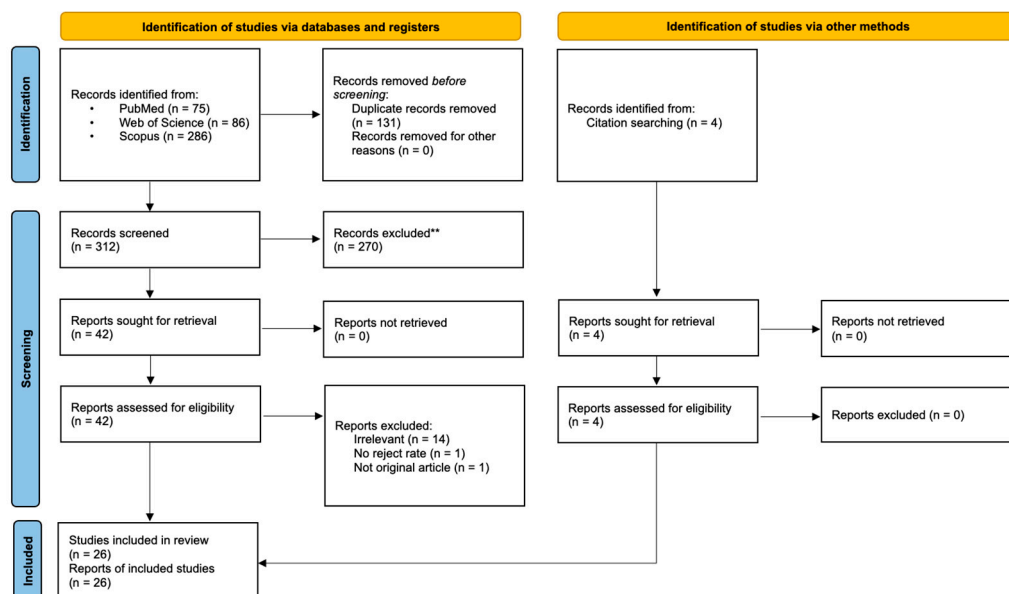 Identification of studies via databases and registers
Identification of studies via other methods
Identification
Records identified from:
• PubMed (n = 75)
• Web of Science (n = 86)
• Scopus (n = 286)
Records removed before
screening:
Duplicate records removed
(n = 131)
Records removed for other
reasons (n = 0)
Records identified from:
Citation searching (n = 4)
Screening
Records screened
(n = 312)
Records excluded**
(n = 270)
Reports sought for retrieval
(n = 42)
Reports not retrieved
(n = 0)
Reports sought for retrieval
(n = 4)
Reports not retrieved
(n = 0)
Reports assessed for eligibility
(n = 42)
Reports excluded:
Irrelevant (n = 14)
No reject rate (n = 1)
Not original article (n = 1)
Reports assessed for eligibility
(n = 4)
Reports excluded (n = 0)
Included
Studies included in review
(n = 26)
Reports of included studies
(n = 26)